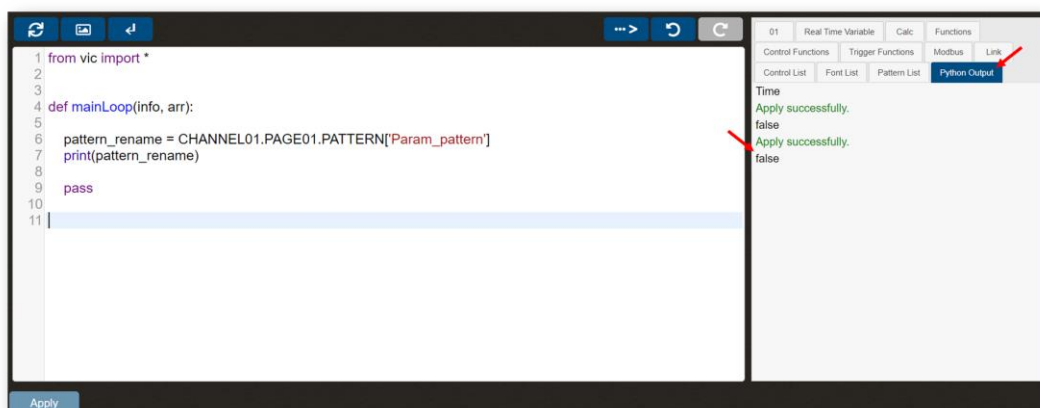 01 Real Time Variable Calc Functions
Control Functions Trigger Functions Modbus Link
Control List Font List Pattern List Python Output
1 from vic import *
2
3
4 def mainLoop(info, arr):
5
6 pattern_rename = CHANNEL01.PAGE01.PATTERN['Param_pattern']
7 print(pattern_rename)
8
9 pass
10
11
Time
Apply successfully.
false
Apply successfully.
false
Apply